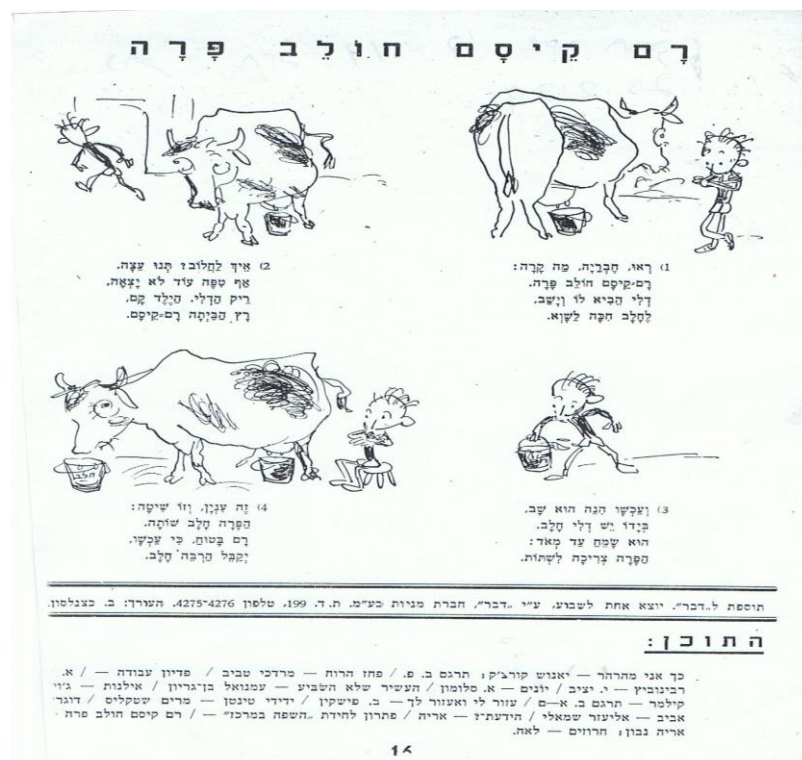 רָם קֵיסָם חוֹלֵב פָּרָה
1) רְאוּ, חֶבְרַיָּה, מַה קָּרָה:
רָם־קֵיסָם חוֹלֵב פָּרָה.
דְּלִי הֵבִיא לוֹ וְיָשַׁב,
לְחָלָב חִכָּה לַשָּׁוְא.
2) אֵיךְ לַחֲלוֹב? תְּנוּ עֵצָה,
אַף טִפָּה עוֹד לֹא יָצְאָה,
רֵיק הַדְּלִי. הַיֶּלֶד קָם,
רָץ הַבַּיְתָה רָם־קֵיסָם.
3) וְעַכְשָׁו הִנֵּה הוּא שָׁב,
בְּיָדוֹ יֵשׁ דְּלִי חָלָב.
הוּא שָׂמֵחַ עַד מְאֹד:
הַפָּרָה צְרִיכָה לִשְׁתּוֹת.
חלב
4) זֶה עִנְיָן, וְזוֹ שִׁיטָה:
הַפָּרָה חָלָב שׁוֹתָה.
רָם בָּטוּחַ, כִּי עַכְשָׁו,
יְקַבֵּל הַרְבֵּה חָלָב.
תוספת ל„דבר”, יוצא אחת לשבוע, ע״י „דבר”, חברת מניות בע״מ, ת.ד. 199, טלפון 4275-4276, העורך: ב. כצנלסון.
התוכן:
כך אני מהרהר — יאנוש קורצ׳ק; תרגם ב. פ. / פחז הרוח — מרדכי טביב / פדיון עבודה — / א.
רבינוביץ — י. יציב / יונים — א. סלומון / העשיר שלא השביע — עמנואל בן־גריון / אילנות — ג׳וי
קילמר — תרגם ב. א—ם / עזור לי ואעזור לך — ב. פישקין / ידידי טינטן — מרים שטקליס / דוגר
אביב — אליעזר שמאלי / הידעת? — אריה / פתרון לחידת „השפה במרכז” — / רם קיסם חולב פרה
אריה נבון; חרוזים — לאה.
16